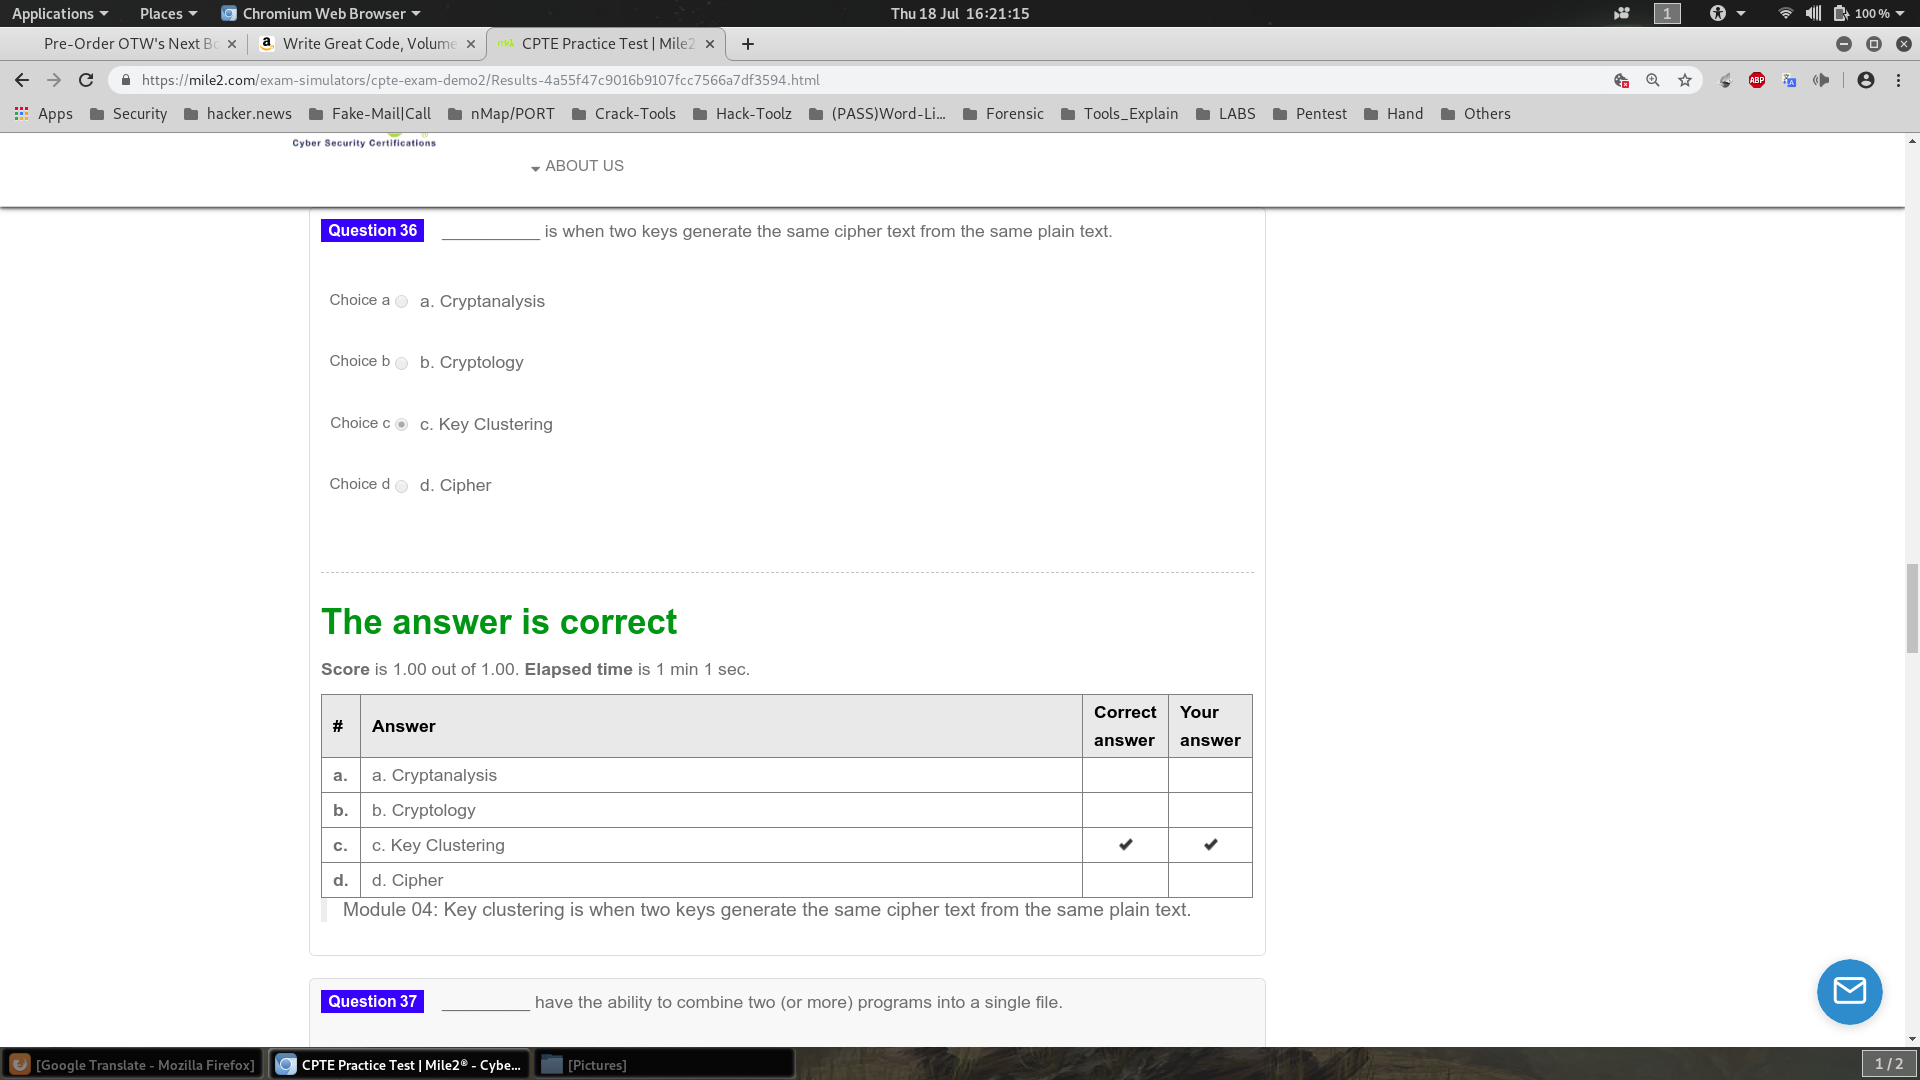 Applications Places Chromium Web Browser Thu 18 Jul 16:21:15 1 100 %
Pre-Order OTW's Next Bo Write Great Code, Volume CPTE Practice Test | Mile2
https://mile2.com/exam-simulators/cpte-exam-demo2/Results-4a55f47c9016b9107fcc7566a7df3594.html ABP
Apps Security hacker.news Fake-Mail|Call nMap/PORT Crack-Tools Hack-Toolz (PASS)Word-Li... Forensic Tools_Explain LABS Pentest Hand Others
Cyber Security Certifications
ABOUT US
Question 36 __________ is when two keys generate the same cipher text from the same plain text.
Choice a a. Cryptanalysis
Choice b b. Cryptology
Choice c c. Key Clustering
Choice d d. Cipher
The answer is correct
Score is 1.00 out of 1.00. Elapsed time is 1 min 1 sec.
# Answer Correct answer Your answer
a. a. Cryptanalysis
b. b. Cryptology
c. c. Key Clustering ✔ ✔
d. d. Cipher
Module 04: Key clustering is when two keys generate the same cipher text from the same plain text.
Question 37 _________ have the ability to combine two (or more) programs into a single file.
[Google Translate - Mozilla Firefox] CPTE Practice Test | Mile2® - Cybe... [Pictures] 1 / 2